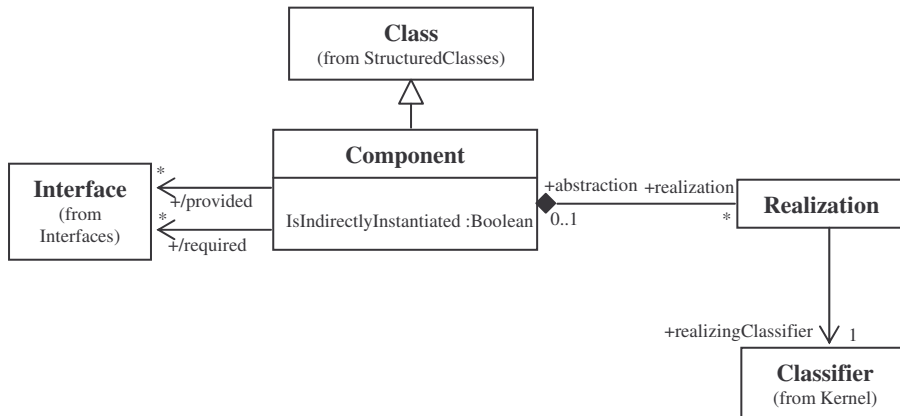 Class
(from StructuredClasses)
Component
IsIndirectlyInstantiated :Boolean
Interface
(from
Interfaces)
*
+/provided
*
+/required
+abstraction
+realization
0..1
*
Realization
+realizingClassifier
1
Classifier
(from Kernel)